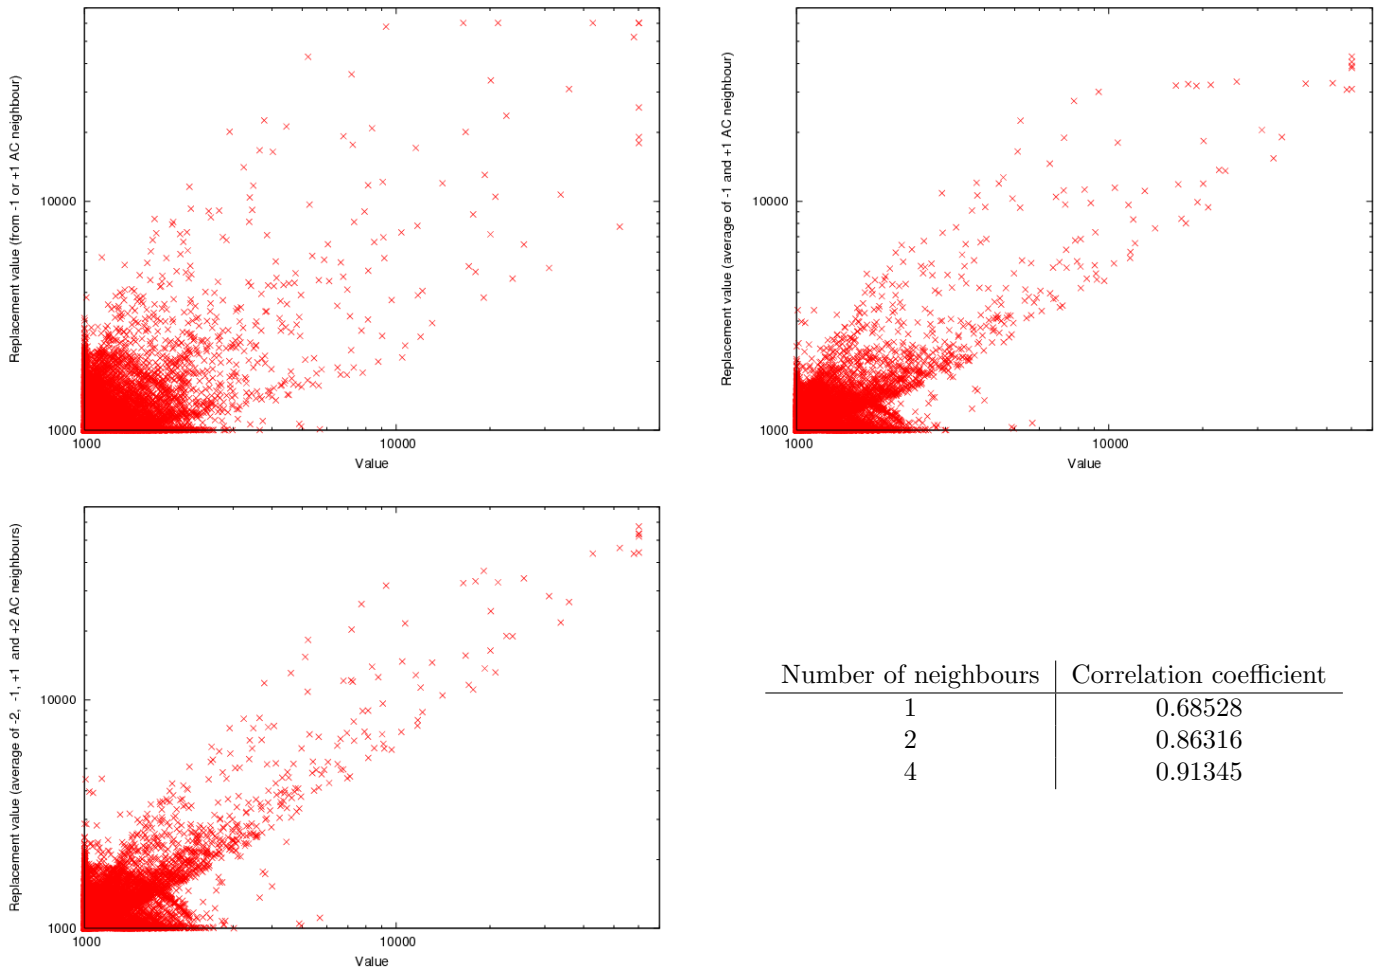 Replacement value (from -1 or +1 AC neighbour)
10000
1000
1000
10000
Value
Replacement value (average of -1 and +1 AC neighbour)
10000
1000
1000
10000
Value
Replacement value (average of -2, -1, +1 and +2 AC neighbours)
10000
1000
1000
10000
Value
Number of neighbours Correlation coefficient
1 0.68528
2 0.86316
4 0.91345